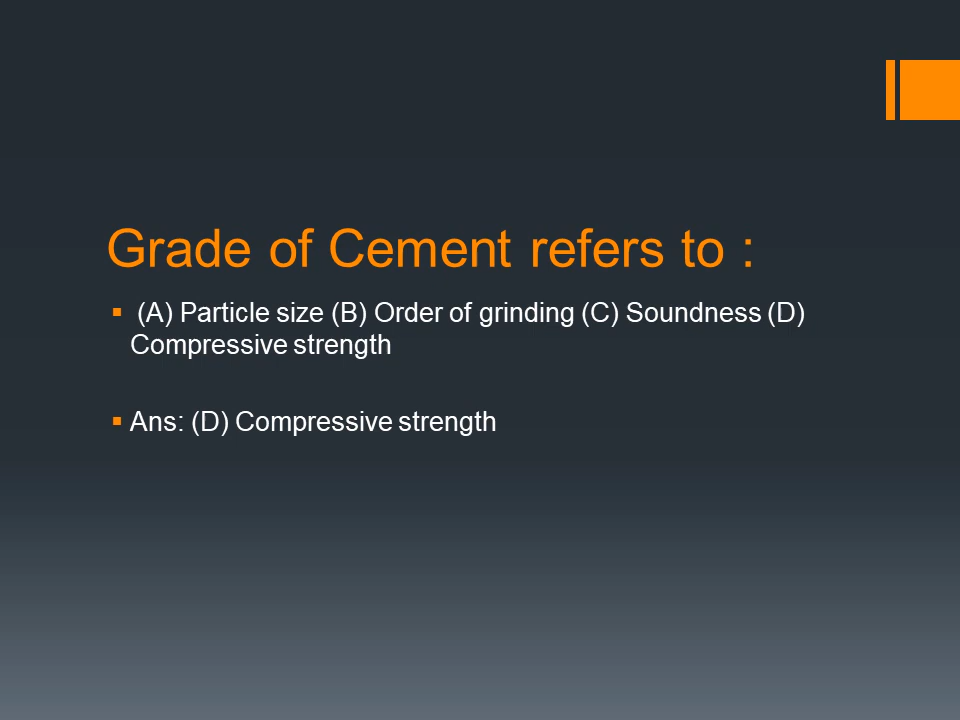 Grade of Cement refers to :
(A) Particle size (B) Order of grinding (C) Soundness (D)
Compressive strength
Ans: (D) Compressive strength